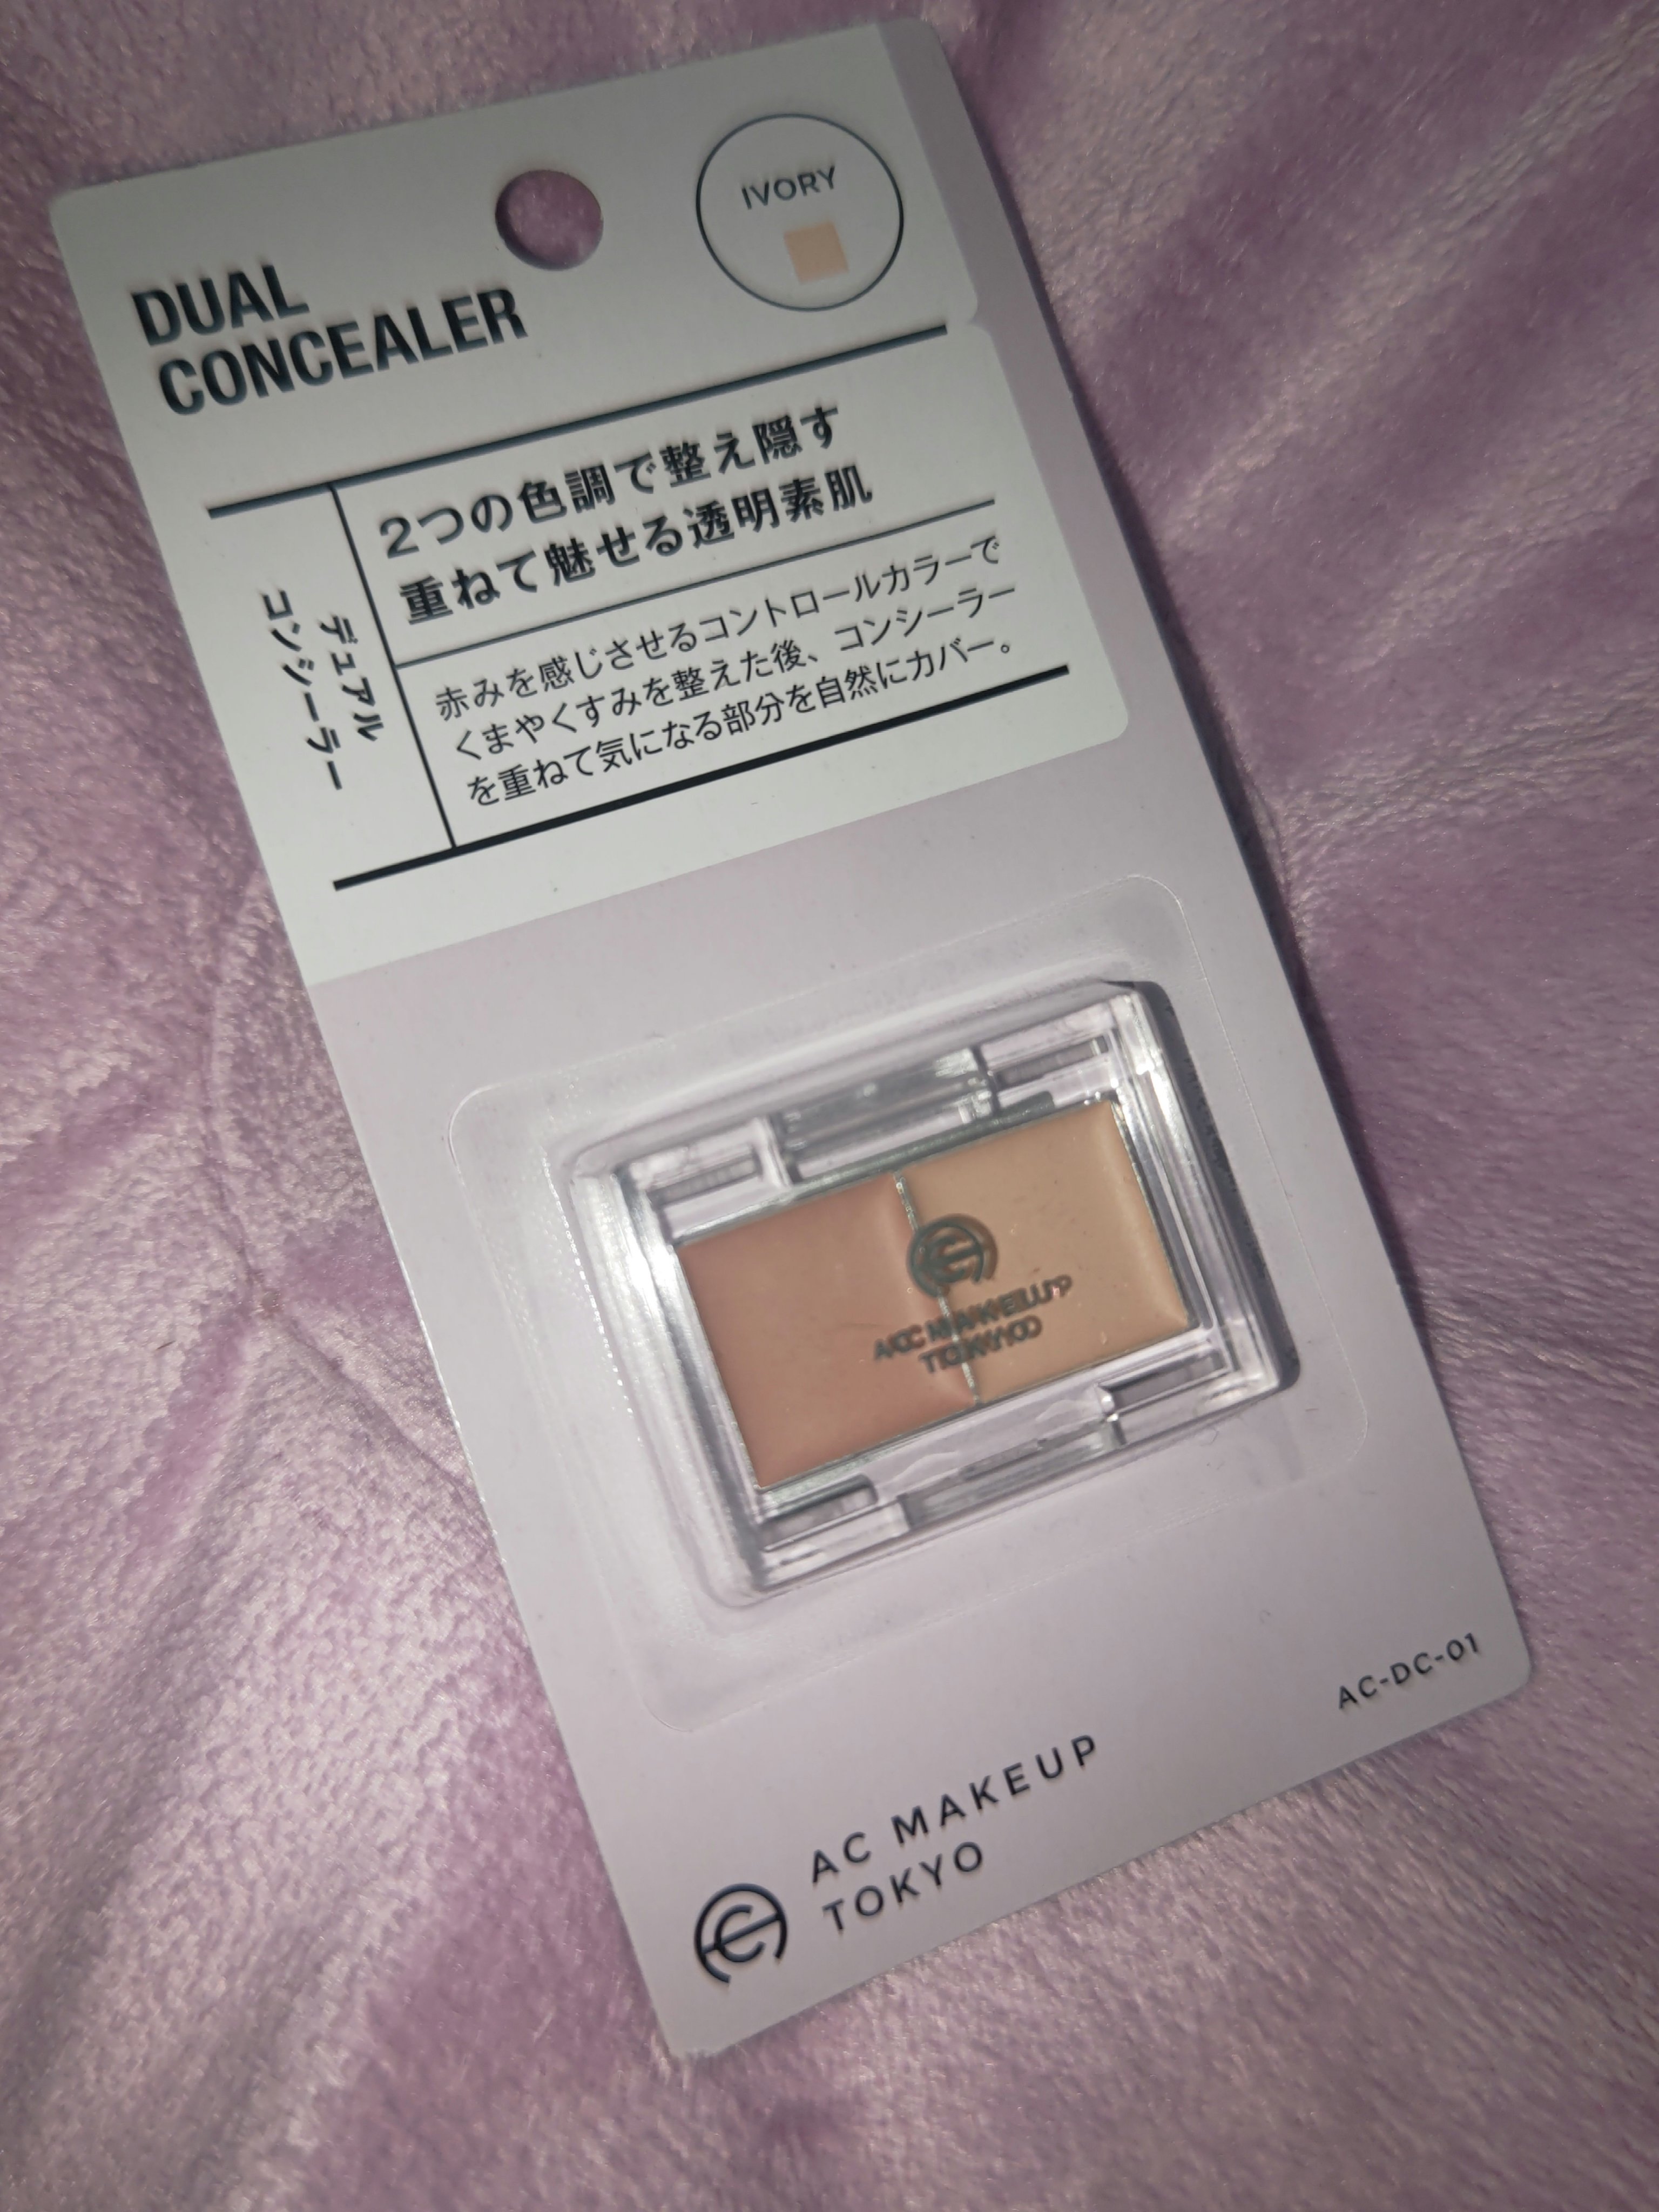 IVORY
DUAL
CONCEALER
デュアル
コンシーラー
2つの色調で整え隠す
重ねて魅せる透明素肌
赤みを感じさせるコントロールカラーで
くまやくすみを整えた後、コンシーラー
を重ねて気になる部分を自然にカバー。
AC MAKEUP
TOKYO
AC-DC-01
AC MAKEUP
TOKYO